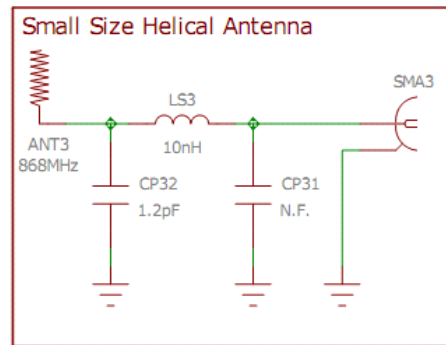 Small Size Helical Antenna
SMA3
LS3
ANT3
868MHz
10nH
CP32
1.2pF
CP31
N.F.